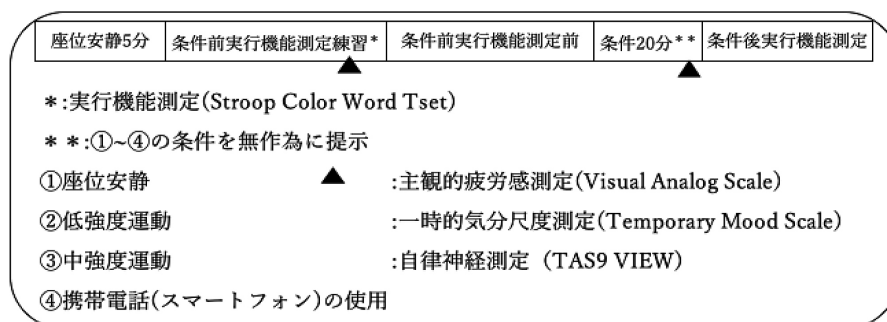 座位安静5分 条件前実行機能測定練習* 条件前実行機能測定前 条件20分** 条件後実行機能測定
▲ ▲
*:実行機能測定(Stroop Color Word Tset)
**:①~④の条件を無作為に提示
①座位安静 ▲ :主観的疲労感測定(Visual Analog Scale)
②低強度運動 :一時的気分尺度測定(Temporary Mood Scale)
③中強度運動 :自律神経測定（TAS9 VIEW）
④携帯電話(スマートフォン)の使用